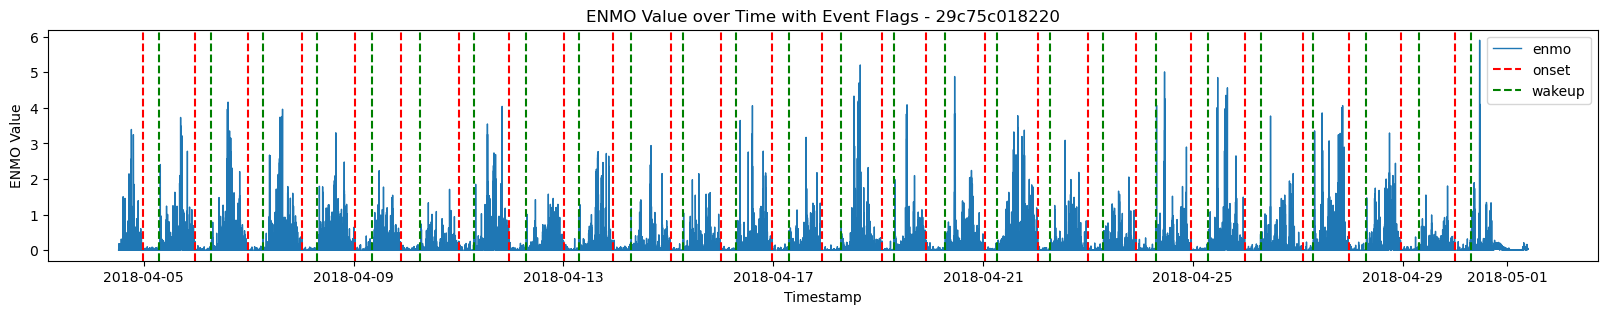 ENMO Value over Time with Event Flags - 29c75c018220
ENMO Value
6
5
4
3
2
1
0
enmo
onset
wakeup
2018-04-05
2018-04-09
2018-04-13
2018-04-17
2018-04-21
2018-04-25
2018-04-29
2018-05-01
Timestamp